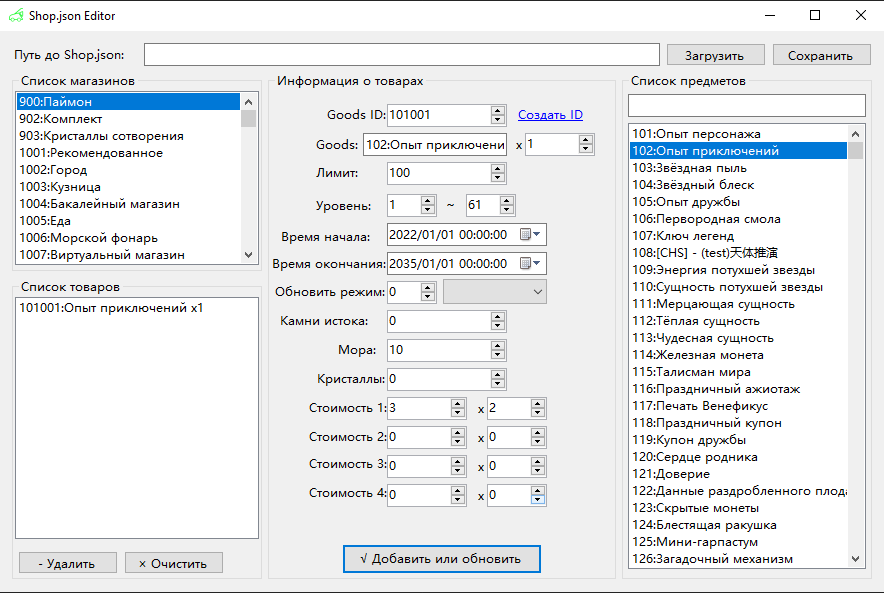 Shop.json Editor
Путь до Shop.json:
Загрузить
Сохранить
Список магазинов
900:Паймон
902:Комплект
903:Кристаллы сотворения
1001:Рекомендованное
1002:Город
1003:Кузница
1004:Бакалейный магазин
1005:Еда
1006:Морской фонарь
1007:Виртуальный магазин
Список товаров
101001:Опыт приключений x1
- Удалить
× Очистить
Информация о товарах
Goods ID: 101001 Создать ID
Goods: 102:Опыт приключени x 1
Лимит: 100
Уровень: 1 ~ 61
Время начала: 2022/01/01 00:00:00
Время окончания: 2035/01/01 00:00:00
Обновить режим: 0
Камни истока: 0
Мора: 10
Кристаллы: 0
Стоимость 1: 3 x 2
Стоимость 2: 0 x 0
Стоимость 3: 0 x 0
Стоимость 4: 0 x 0
√ Добавить или обновить
Список предметов
101:Опыт персонажа
102:Опыт приключений
103:Звёздная пыль
104:Звёздный блеск
105:Опыт дружбы
106:Первородная смола
107:Ключ легенд
108:[CHS] - (test)天体推演
109:Энергия потухшей звезды
110:Сущность потухшей звезды
111:Мерцающая сущность
112:Тёплая сущность
113:Чудесная сущность
114:Железная монета
115:Талисман мира
116:Праздничный ажиотаж
117:Печать Венефикус
118:Праздничный купон
119:Купон дружбы
120:Сердце родника
121:Доверие
122:Данные раздробленного плода
123:Скрытые монеты
124:Блестящая ракушка
125:Мини-гарпастум
126:Загадочный механизм